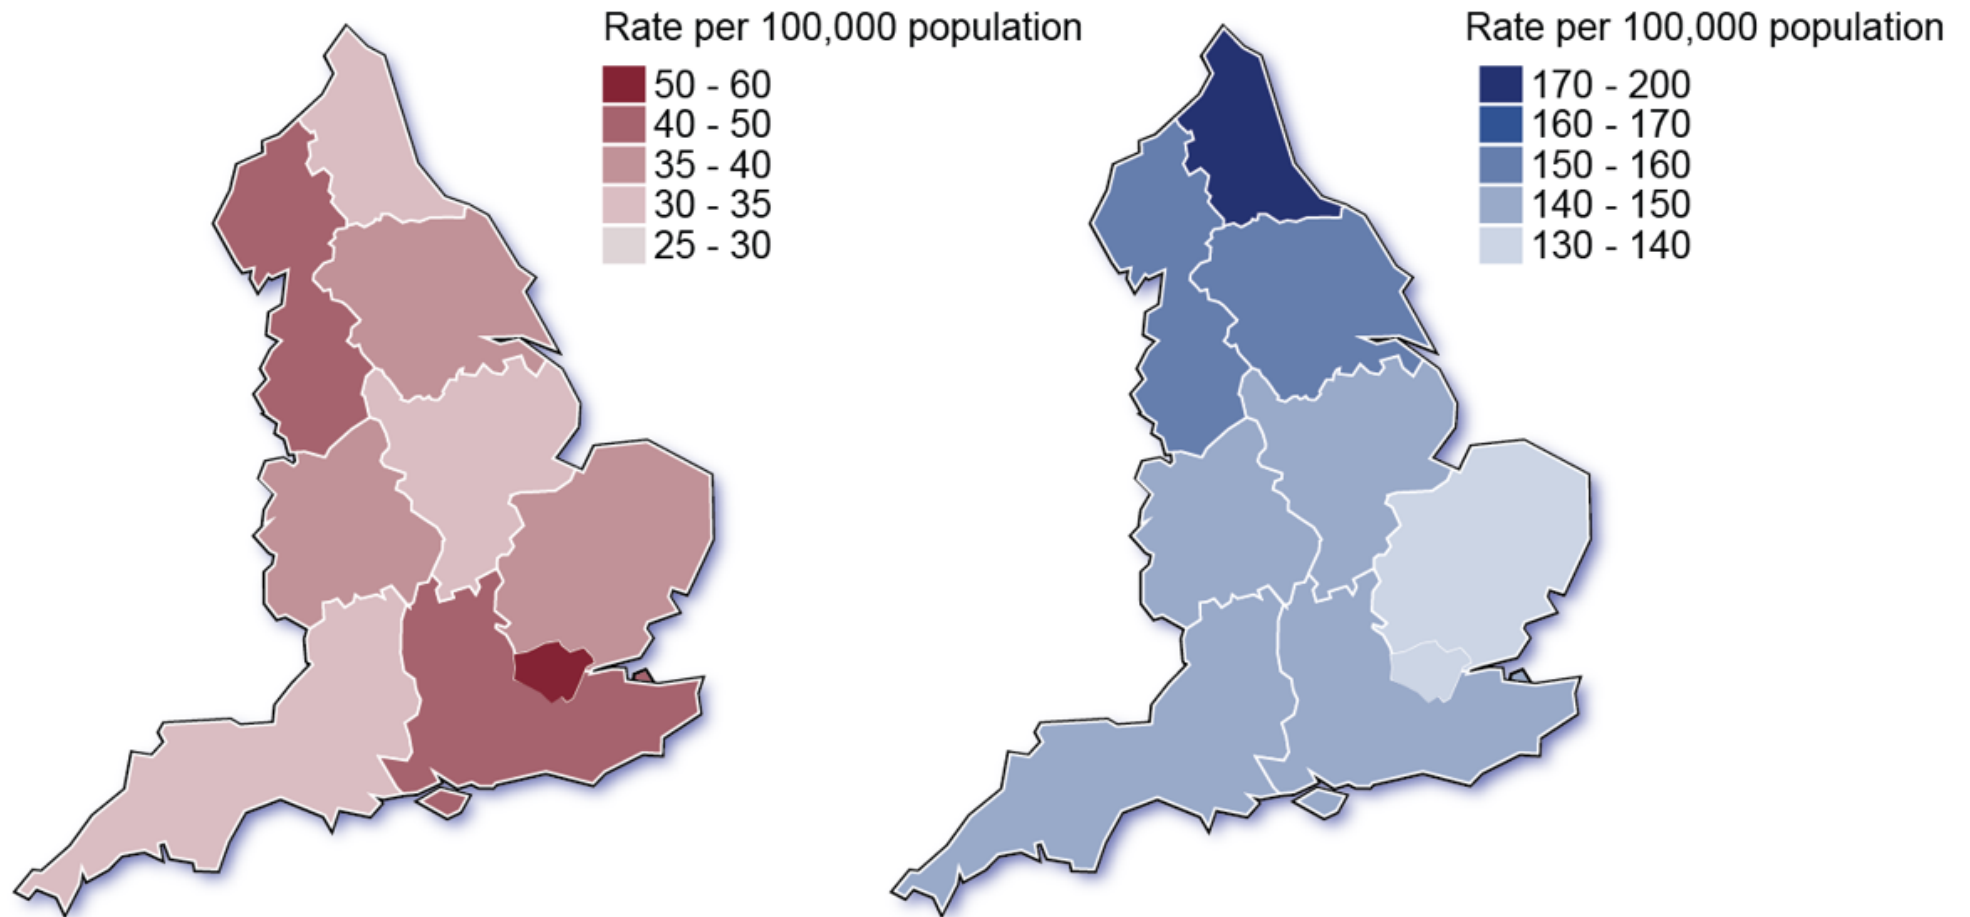 Rate per 100,000 population
50 - 60
40 - 50
35 - 40
30 - 35
25 - 30
Rate per 100,000 population
170 - 200
160 - 170
150 - 160
140 - 150
130 - 140